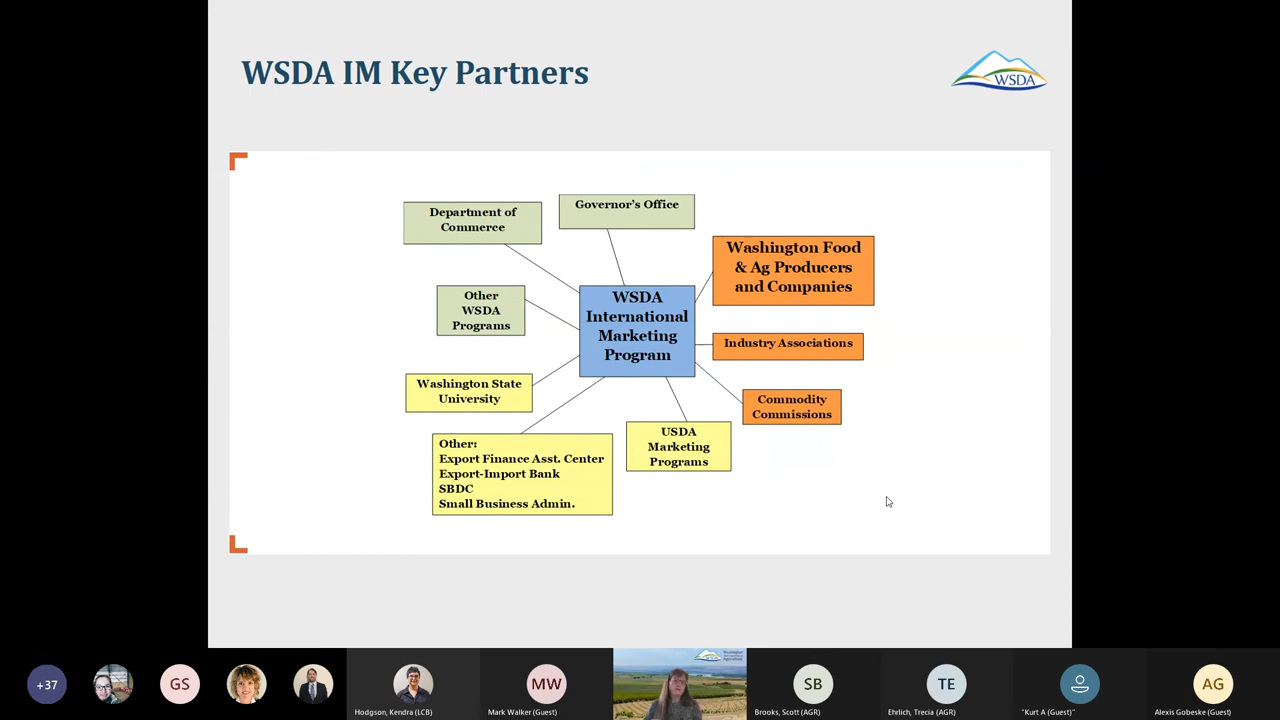 WSDA IM Key Partners
WSDA
Department of
Commerce
Governor's Office
Washington Food
& Ag Producers
and Companies
Other
WSDA
Programs
WSDA
International
Marketing
Program
Industry Associations
Washington State
University
Commodity
Commissions
Other:
Export Finance Asst. Center
Export-Import Bank
SBDC
Small Business Admin.
USDA
Marketing
Programs
+37
GS
MW
SB
TE
AG
Hodgson, Kendra (LCB)
Mark Walker (Guest)
Brooks, Scott (AGR)
Ehrlich, Trecia (AGR)
"Kurt A (Guest)"
Alexis Gobeske (Guest)